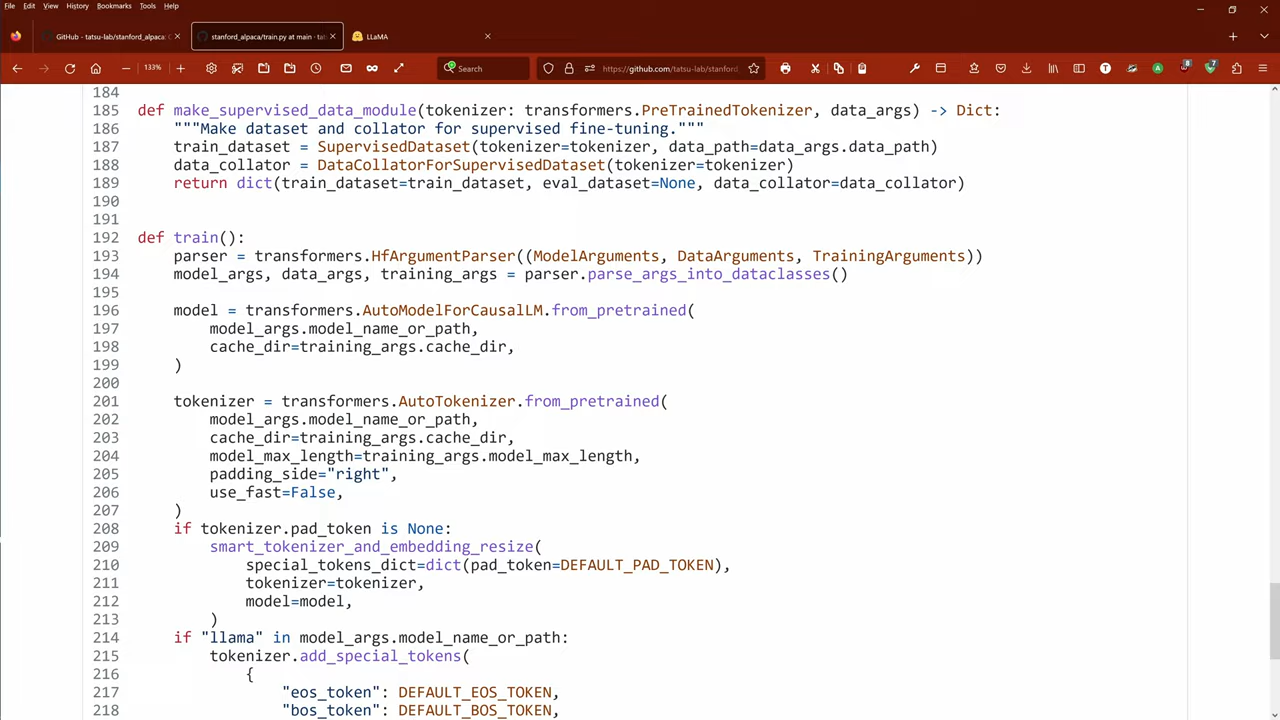 File Edit View History Bookmarks Tools Help
GitHub - tatsu-lab/stanford_alpaca: C
stanford_alpaca/train.py at main · tats
LLaMA
133%
Search
https://github.com/tatsu-lab/stanford_
184
185 def make_supervised_data_module(tokenizer: transformers.PreTrainedTokenizer, data_args) -> Dict:
186 """Make dataset and collator for supervised fine-tuning."""
187 train_dataset = SupervisedDataset(tokenizer=tokenizer, data_path=data_args.data_path)
188 data_collator = DataCollatorForSupervisedDataset(tokenizer=tokenizer)
189 return dict(train_dataset=train_dataset, eval_dataset=None, data_collator=data_collator)
190
191
192 def train():
193 parser = transformers.HfArgumentParser((ModelArguments, DataArguments, TrainingArguments))
194 model_args, data_args, training_args = parser.parse_args_into_dataclasses()
195
196 model = transformers.AutoModelForCausalLM.from_pretrained(
197 model_args.model_name_or_path,
198 cache_dir=training_args.cache_dir,
199 )
200
201 tokenizer = transformers.AutoTokenizer.from_pretrained(
202 model_args.model_name_or_path,
203 cache_dir=training_args.cache_dir,
204 model_max_length=training_args.model_max_length,
205 padding_side="right",
206 use_fast=False,
207 )
208 if tokenizer.pad_token is None:
209 smart_tokenizer_and_embedding_resize(
210 special_tokens_dict=dict(pad_token=DEFAULT_PAD_TOKEN),
211 tokenizer=tokenizer,
212 model=model,
213 )
214 if "llama" in model_args.model_name_or_path:
215 tokenizer.add_special_tokens(
216 {
217 "eos_token": DEFAULT_EOS_TOKEN,
218 "bos_token": DEFAULT_BOS_TOKEN,